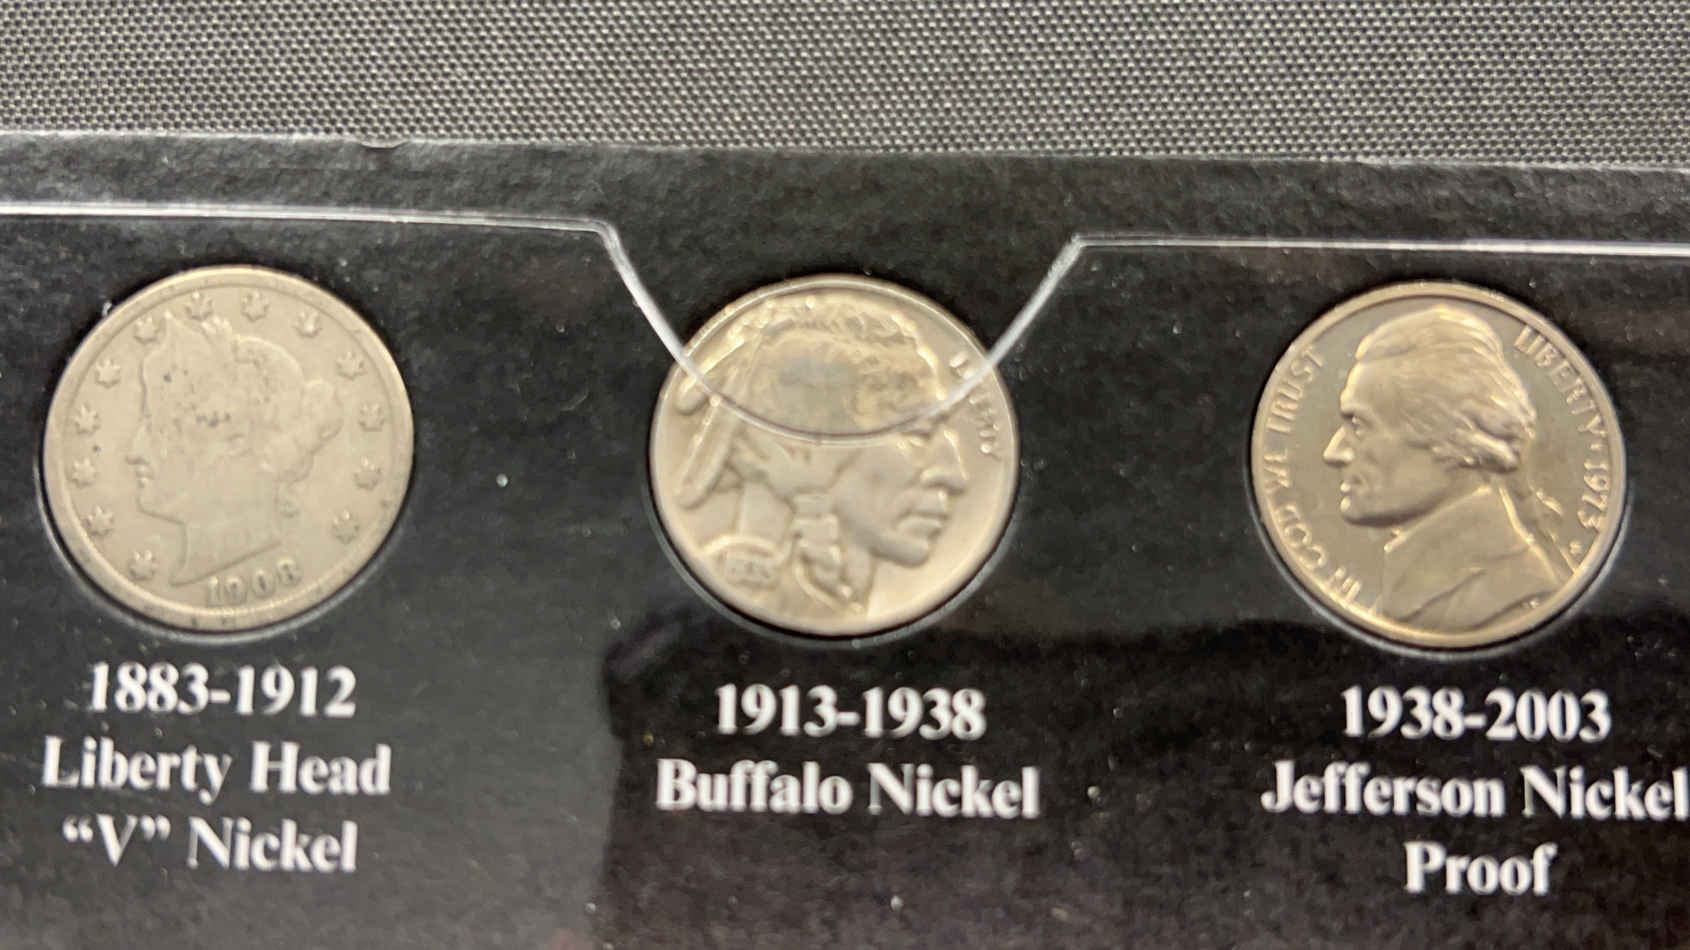 1908
LIBERTY
1935
IN GOD WE TRUST
LIBERTY · 1973
1883-1912
Liberty Head
“V” Nickel
1913-1938
Buffalo Nickel
1938-2003
Jefferson Nickel
Proof